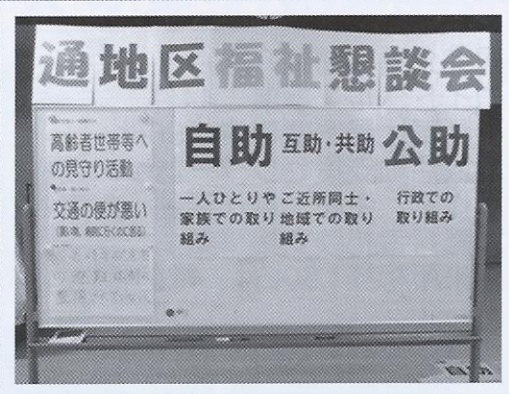 通地区福祉懇談会
高齢者世帯等へ
の見守り活動
交通の便が悪い
自助
一人ひとりや
家族での取り
組み
互助・共助
ご近所同士・
地域での取り
組み
公助
行政での
取り組み
自助